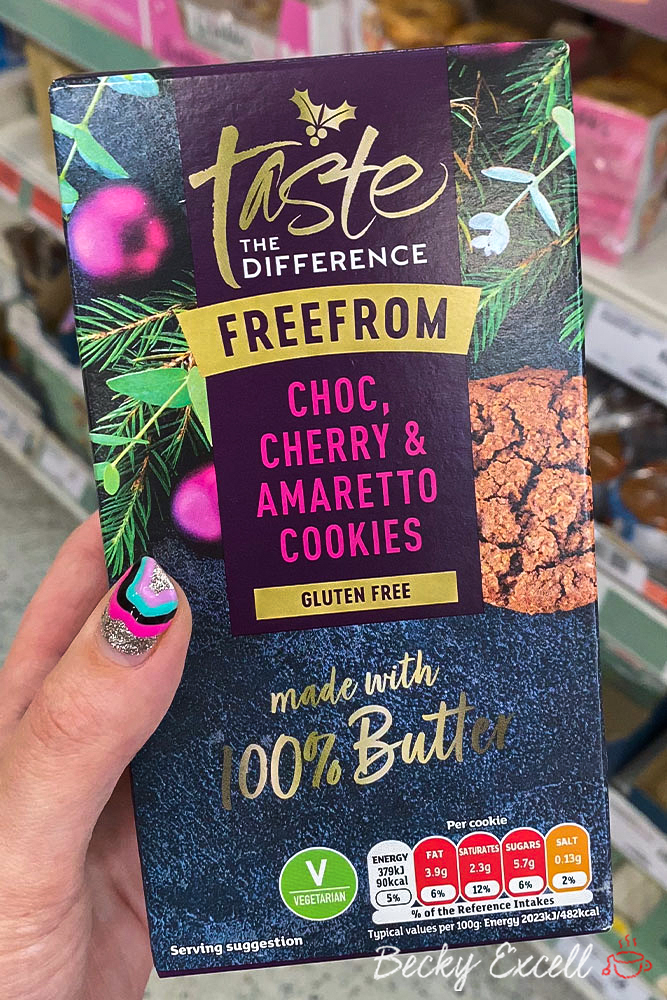 taste
THE
DIFFERENCE
FREEFROM
CHOC,
CHERRY &
AMARETTO
COOKIES
GLUTEN FREE
made with
100% Butter
Per cookie
ENERGY
379kJ
90kcal
5%
FAT
3.9g
6%
SATURATES
2.3g
12%
SUGARS
5.7g
6%
SALT
0.13g
2%
% of the Reference Intakes
Typical values per 100g: Energy 2023kJ/482kcal
V
VEGETARIAN
Serving suggestion
Becky Excell